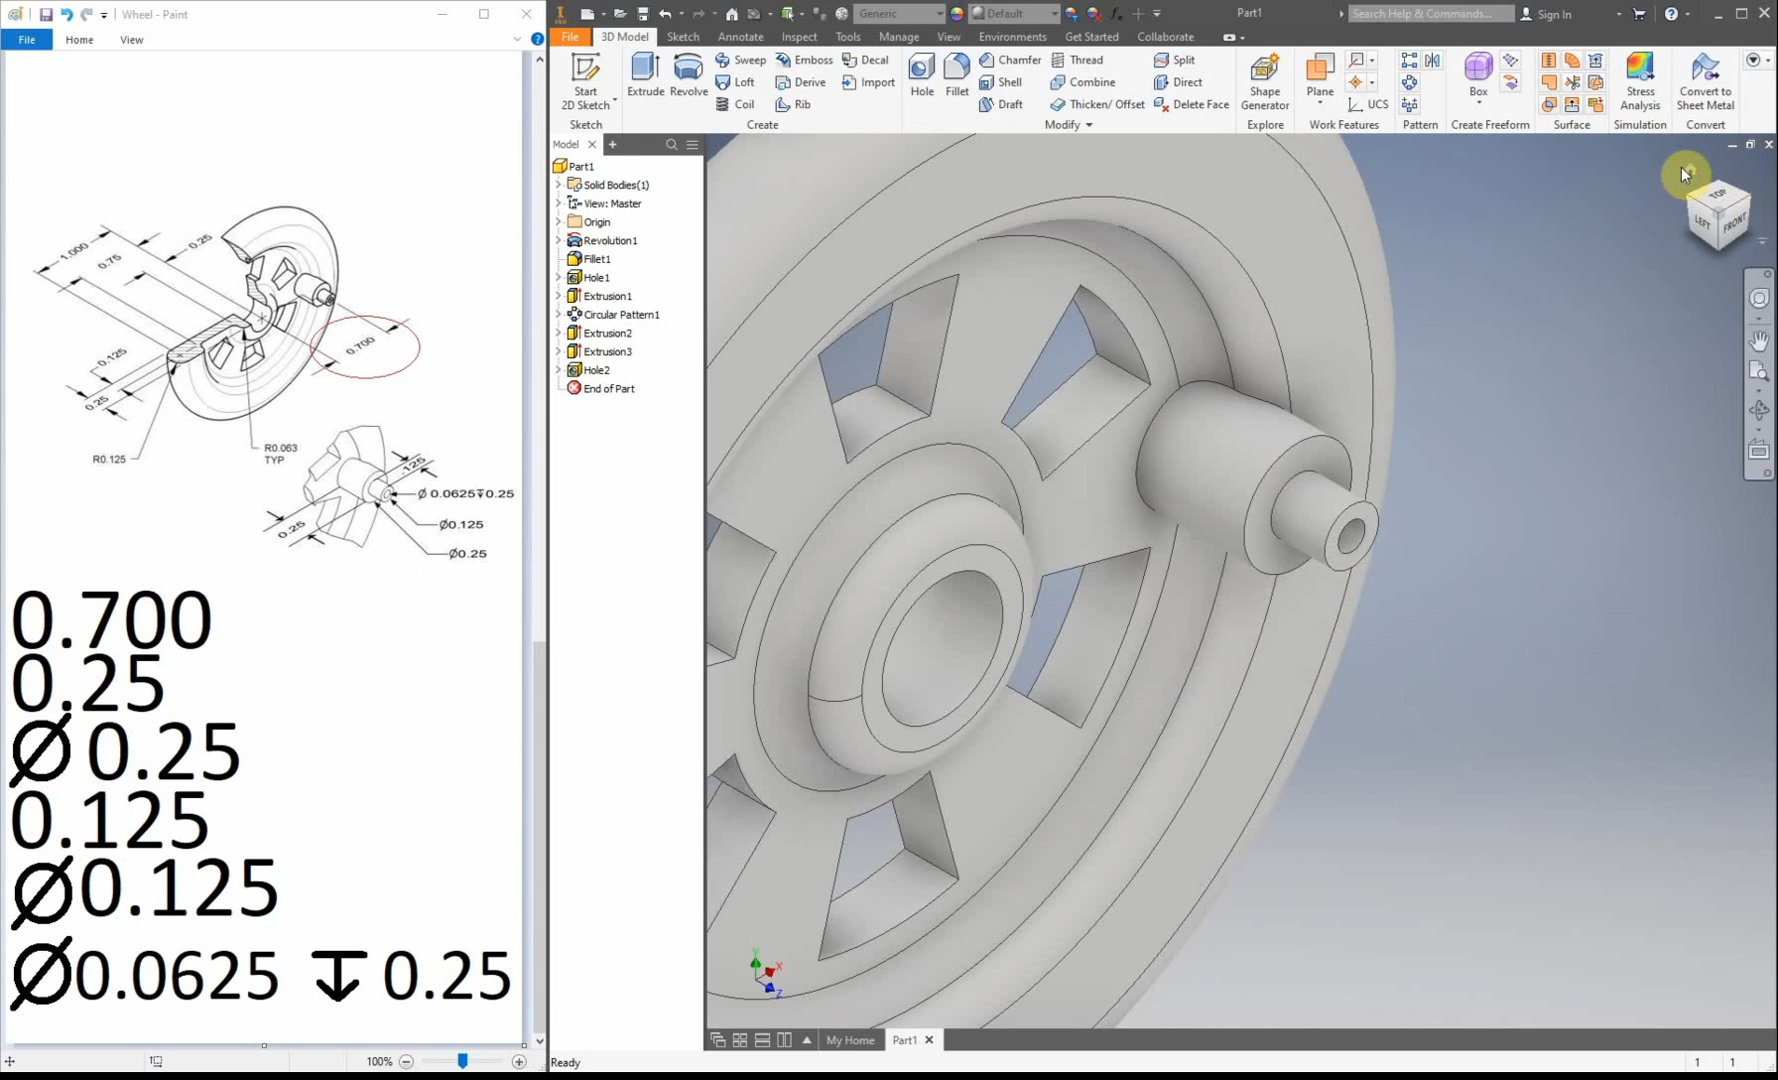 Wheel - Paint
File
Home
View
1.000
0.75
0.25
0.700
0.125
0.25
R0.125
R0.063
TYP
.125
Ø 0.0625↧0.25
Ø0.125
0.25
Ø0.25
0.700
0.25
Ø 0.25
0.125
Ø0.125
Ø0.0625 ↧ 0.25
100%
Generic
Default
Part1
Search Help & Commands...
Sign In
File
3D Model
Sketch
Annotate
Inspect
Tools
Manage
View
Environments
Get Started
Collaborate
Start
2D Sketch
Sketch
Extrude
Revolve
Sweep
Loft
Coil
Emboss
Derive
Rib
Decal
Import
Create
Hole
Fillet
Chamfer
Shell
Draft
Thread
Combine
Thicken/ Offset
Split
Direct
Delete Face
Modify
Shape
Generator
Explore
Plane
UCS
Work Features
Pattern
Box
Create Freeform
Surface
Stress
Analysis
Simulation
Convert to
Sheet Metal
Convert
Model
Part1
Solid Bodies(1)
View: Master
Origin
Revolution1
Fillet1
Hole1
Extrusion1
Circular Pattern1
Extrusion2
Extrusion3
Hole2
End of Part
TOP
LEFT
FRONT
Y
X
Z
My Home
Part1
Ready
1
1